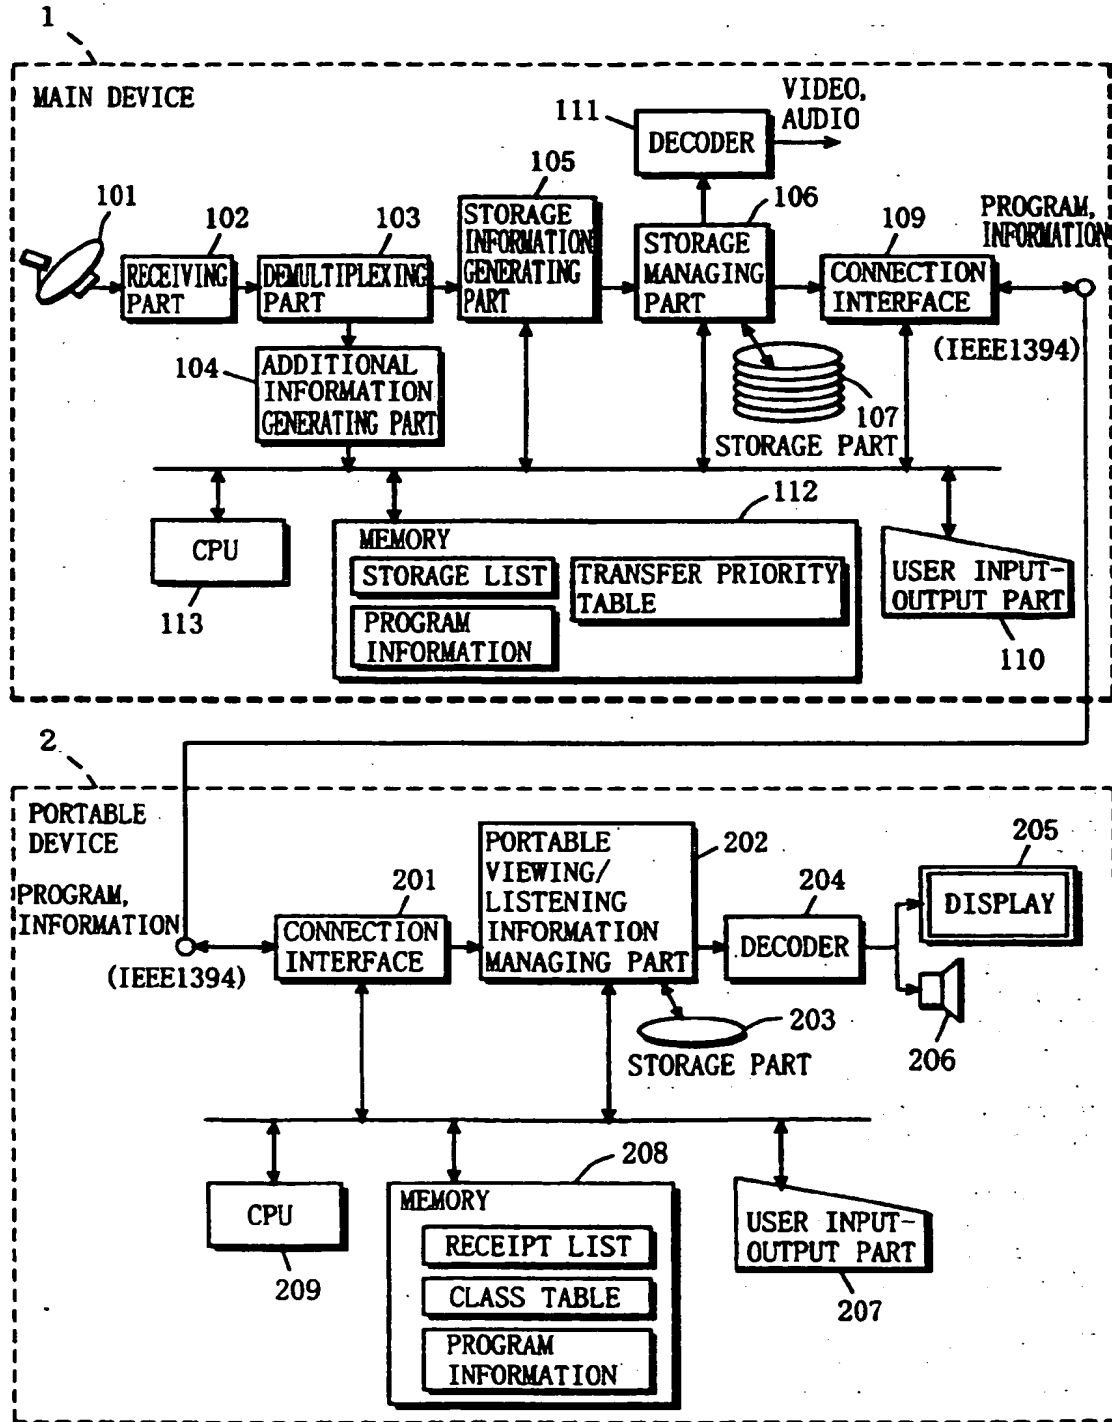 1
MAIN DEVICE
VIDEO,
AUDIO
111
DECODER
101
102
103
105
106
109
PROGRAM,
INFORMATION
RECEIVING
PART
DEMULTIPLEXING
PART
STORAGE
INFORMATION
GENERATING
PART
STORAGE
MANAGING
PART
CONNECTION
INTERFACE
(IEEE1394)
104
ADDITIONAL
INFORMATION
GENERATING PART
107
STORAGE PART
112
CPU
113
MEMORY
STORAGE LIST
PROGRAM
INFORMATION
TRANSFER PRIORITY
TABLE
USER INPUT-
OUTPUT PART
110
2
PORTABLE
DEVICE
PROGRAM,
INFORMATION
(IEEE1394)
201
CONNECTION
INTERFACE
202
PORTABLE
VIEWING/
LISTENING
INFORMATION
MANAGING PART
204
DECODER
205
DISPLAY
206
203
STORAGE PART
208
CPU
209
MEMORY
RECEIPT LIST
CLASS TABLE
PROGRAM
INFORMATION
USER INPUT-
OUTPUT PART
207